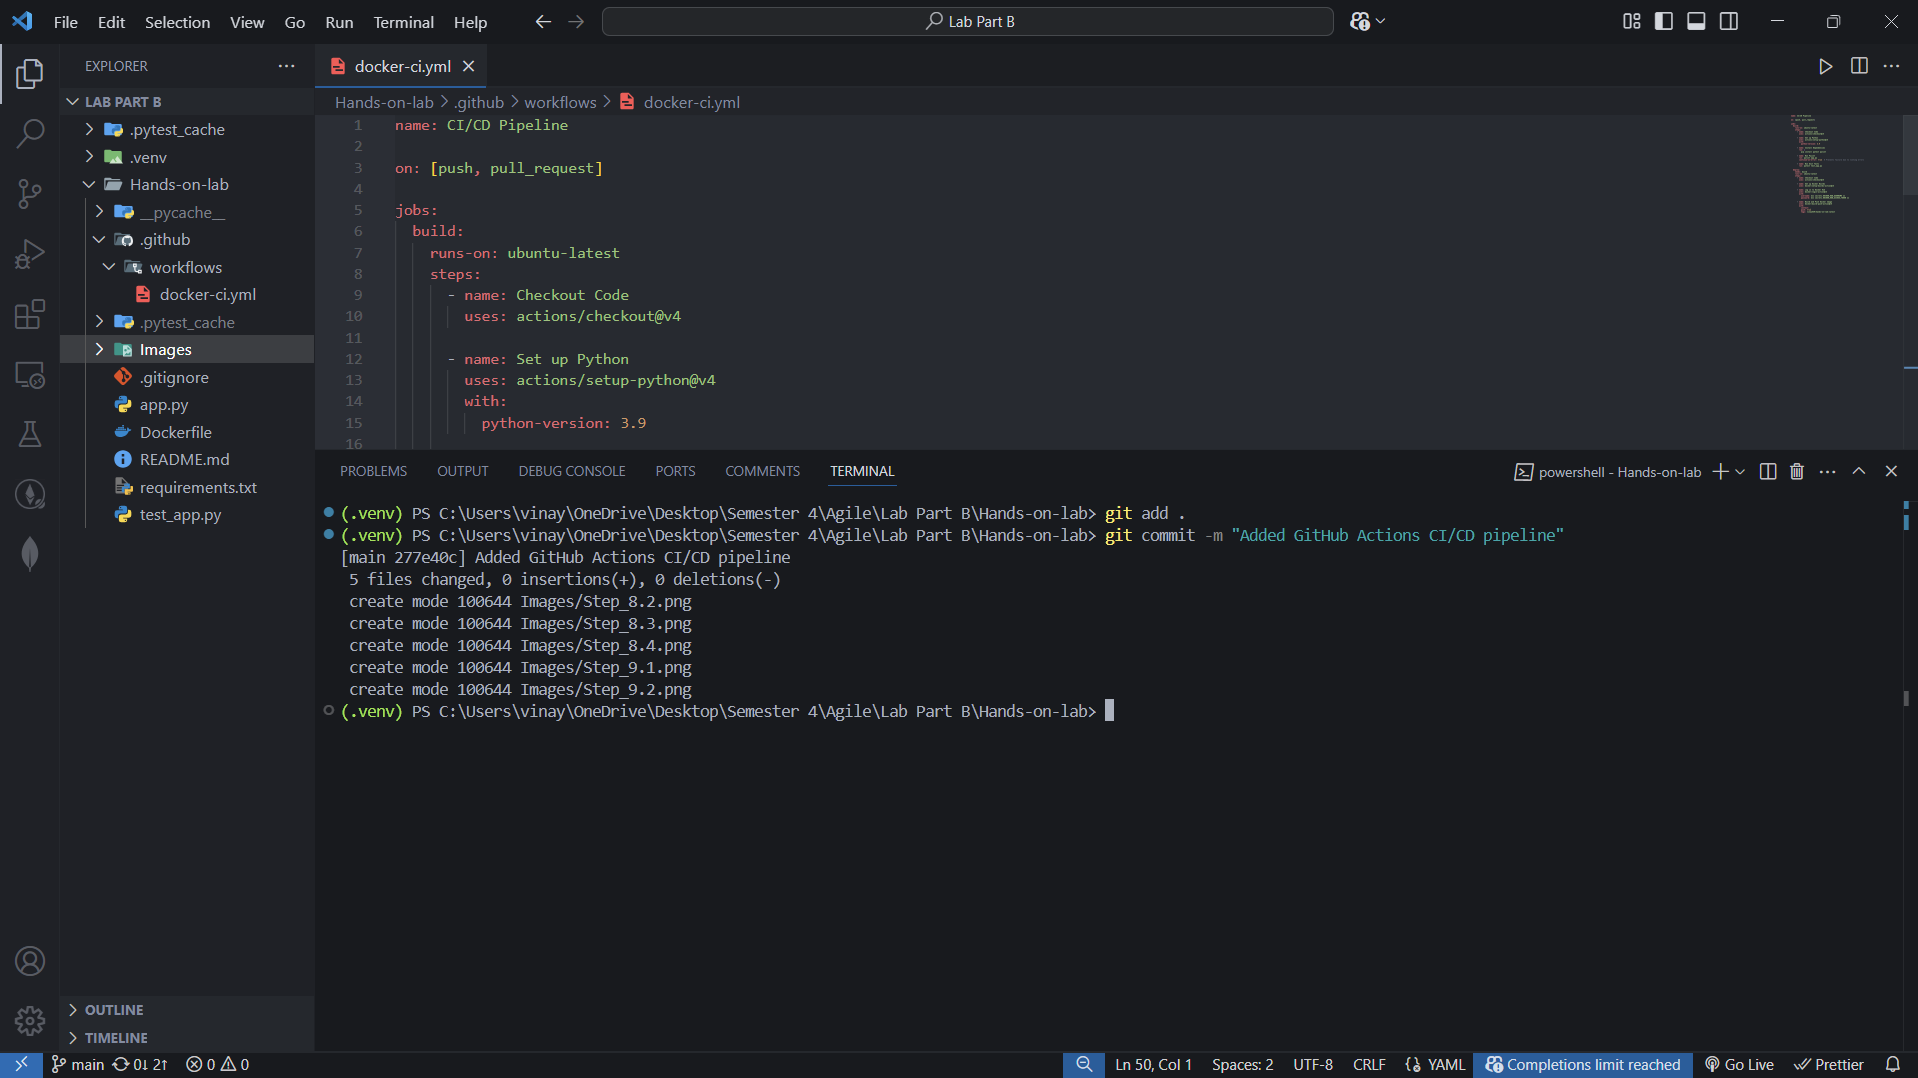 File Edit Selection View Go Run Terminal Help
Lab Part B
EXPLORER
LAB PART B
.pytest_cache
.venv
Hands-on-lab
__pycache__
.github
workflows
docker-ci.yml
.pytest_cache
Images
.gitignore
app.py
Dockerfile
README.md
requirements.txt
test_app.py
OUTLINE
TIMELINE
docker-ci.yml
Hands-on-lab > .github > workflows > docker-ci.yml
1 name: CI/CD Pipeline
2
3 on: [push, pull_request]
4
5 jobs:
6 build:
7 runs-on: ubuntu-latest
8 steps:
9 - name: Checkout Code
10 uses: actions/checkout@v4
11
12 - name: Set up Python
13 uses: actions/setup-python@v4
14 with:
15 python-version: 3.9
16
PROBLEMS OUTPUT DEBUG CONSOLE PORTS COMMENTS TERMINAL
powershell - Hands-on-lab
(.venv) PS C:\Users\vinay\OneDrive\Desktop\Semester 4\Agile\Lab Part B\Hands-on-lab> git add .
(.venv) PS C:\Users\vinay\OneDrive\Desktop\Semester 4\Agile\Lab Part B\Hands-on-lab> git commit -m "Added GitHub Actions CI/CD pipeline"
[main 277e40c] Added GitHub Actions CI/CD pipeline
5 files changed, 0 insertions(+), 0 deletions(-)
create mode 100644 Images/Step_8.2.png
create mode 100644 Images/Step_8.3.png
create mode 100644 Images/Step_8.4.png
create mode 100644 Images/Step_9.1.png
create mode 100644 Images/Step_9.2.png
(.venv) PS C:\Users\vinay\OneDrive\Desktop\Semester 4\Agile\Lab Part B\Hands-on-lab>
main 0↓ 2↑ 0 0
Ln 50, Col 1 Spaces: 2 UTF-8 CRLF {} YAML Completions limit reached Go Live Prettier